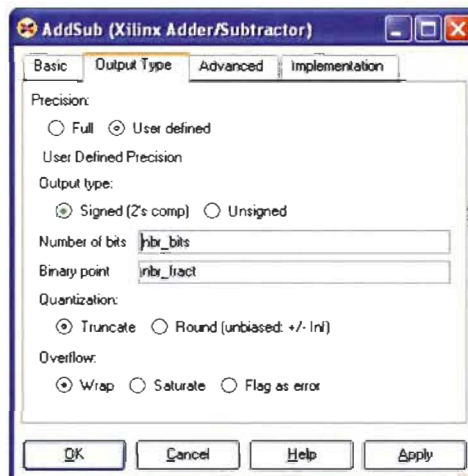 AddSub (Xilinx Adder/Subtractor)
Basic Output Type Advanced Implementation
Precision:
Full User defined
User Defined Precision
Output type:
Signed (2's comp) Unsigned
Number of bits nbr_bits
Binary point nbr_fract
Quantization:
Truncate Round (unbiased: +/- Inf)
Overflow:
Wrap Saturate Flag as error
OK Cancel Help Apply